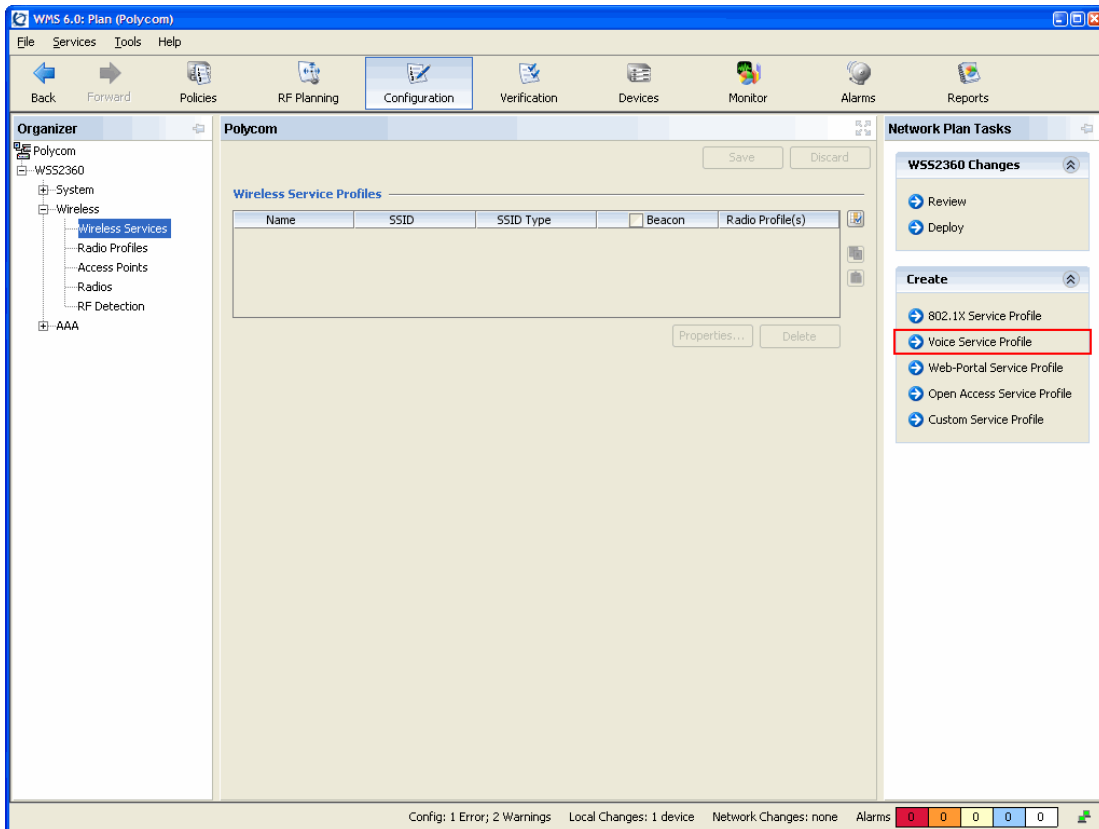 WMS 6.0: Plan (Polycom)
File Services Tools Help
Back Forward Policies RF Planning Configuration Verification Devices Monitor Alarms Reports
Organizer
Polycom
WSS2360
System
Wireless
Wireless Services
Radio Profiles
Access Points
Radios
RF Detection
AAA
Polycom
Save Discard
Wireless Service Profiles
Name SSID SSID Type Beacon Radio Profile(s)
Properties... Delete
Network Plan Tasks
WSS2360 Changes
Review
Deploy
Create
802.1X Service Profile
Voice Service Profile
Web-Portal Service Profile
Open Access Service Profile
Custom Service Profile
Config: 1 Error; 2 Warnings Local Changes: 1 device Network Changes: none Alarms 0 0 0 0 0